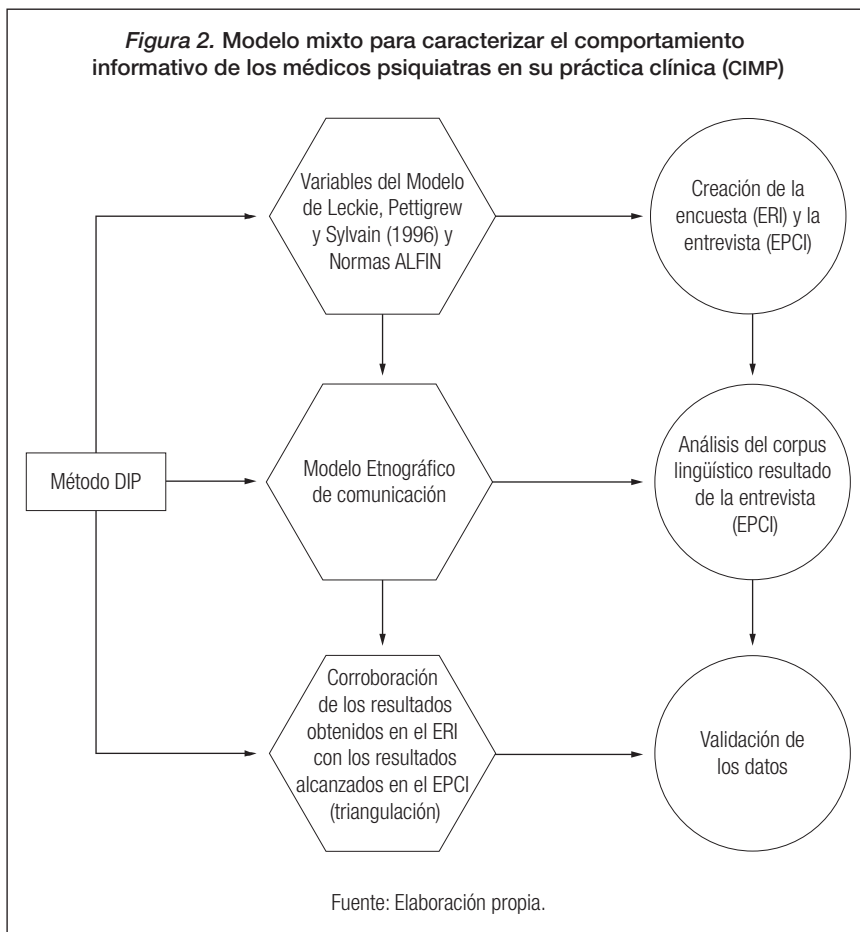 Figura 2. Modelo mixto para caracterizar el comportamiento
informativo de los médicos psiquiatras en su práctica clínica (CIMP)
Variables del Modelo
de Leckie, Pettigrew
y Sylvain (1996) y
Normas ALFIN
Creación de la
encuesta (ERI) y la
entrevista (EPCI)
Método DIP
Modelo Etnográfico
de comunicación
Análisis del corpus
lingüístico resultado
de la entrevista
(EPCI)
Corroboración
de los resultados
obtenidos en el ERI
con los resultados
alcanzados en el EPCI
(triangulación)
Validación de
los datos
Fuente: Elaboración propia.